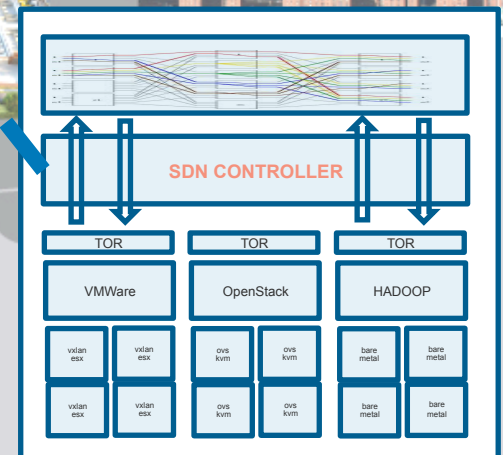 SDN CONTROLLER
TOR TOR TOR
VMWare OpenStack HADOOP
vxlan vxlan ovs ovs bare bare
esx esx kvm kvm metal metal
vxlan vxlan ovs ovs bare bare
esx esx kvm kvm metal metal